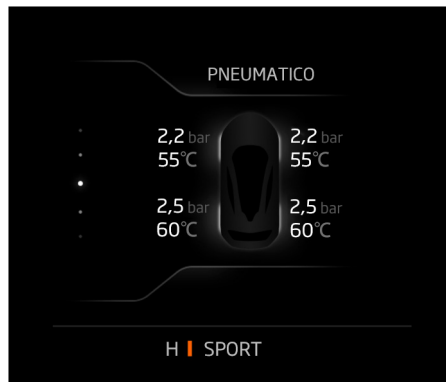 PNEUMATICO
2,2 bar 2,2 bar
55°C 55°C
2,5 bar 2,5 bar
60°C 60°C
H SPORT